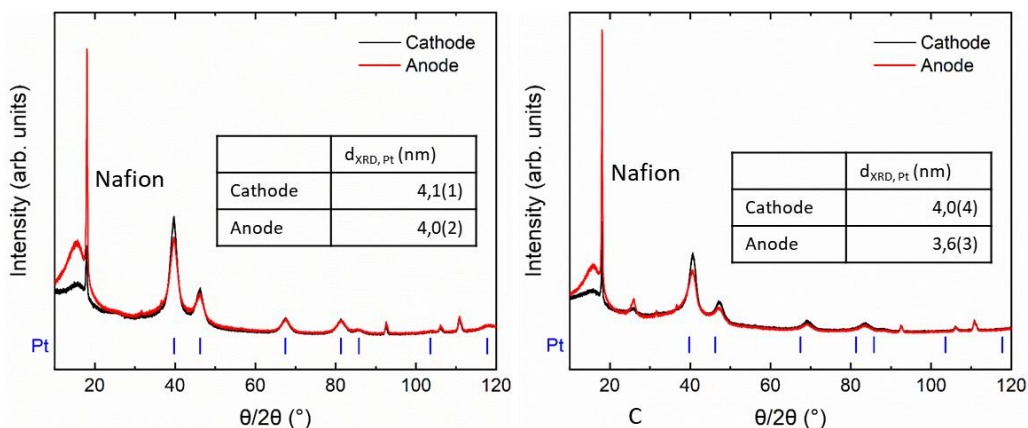 Intensity (arb. units)
Cathode
Anode
Nafion
d_XRD, Pt (nm)
Cathode 4,1(1)
Anode 4,0(2)
Pt
20 40 60 80 100 120
θ/2θ (°)
Intensity (arb. units)
Cathode
Anode
Nafion
d_XRD, Pt (nm)
Cathode 4,0(4)
Anode 3,6(3)
Pt
20 40 60 80 100 120
C θ/2θ (°)